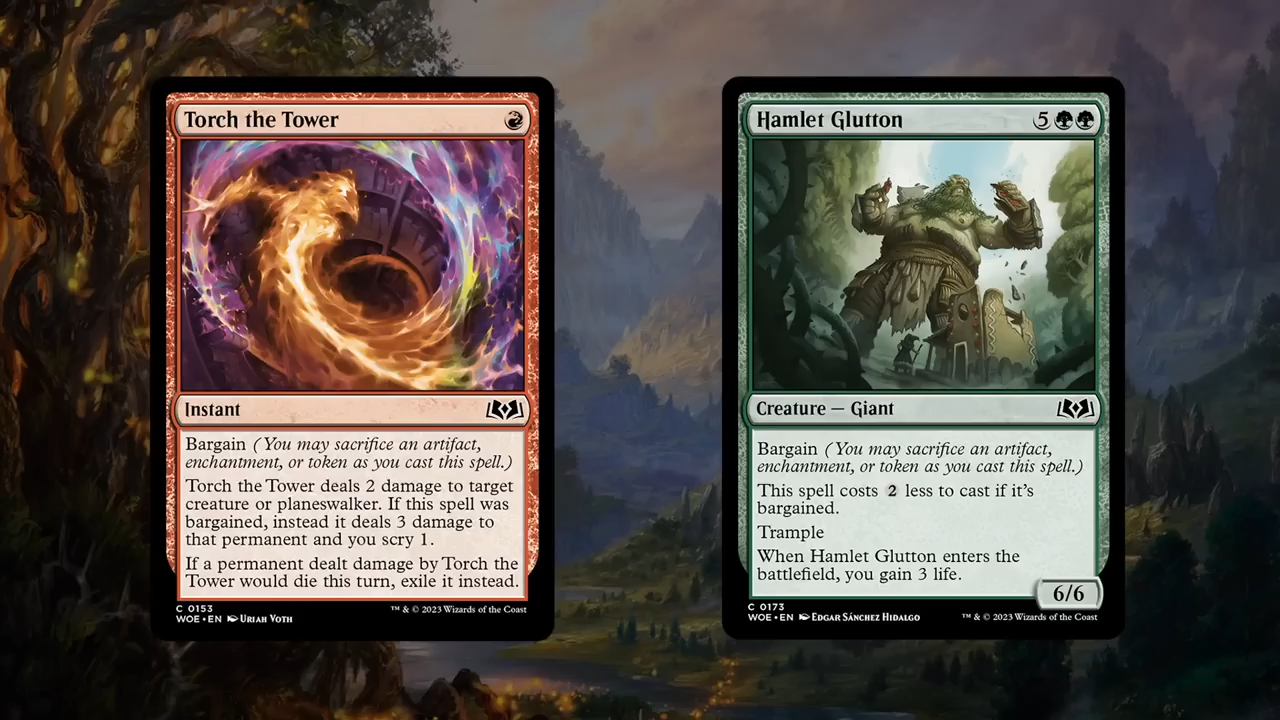 Torch the Tower
Instant
Bargain (You may sacrifice an artifact,
enchantment, or token as you cast this spell.)
Torch the Tower deals 2 damage to target
creature or planeswalker. If this spell was
bargained, instead it deals 3 damage to
that permanent and you scry 1.
If a permanent dealt damage by Torch the
Tower would die this turn, exile it instead.
C 0153
WOE • EN Uriah Voth
™ & © 2023 Wizards of the Coast
Hamlet Glutton 5
Creature — Giant
Bargain (You may sacrifice an artifact,
enchantment, or token as you cast this spell.)
This spell costs 2 less to cast if it's
bargained.
Trample
When Hamlet Glutton enters the
battlefield, you gain 3 life.
6/6
C 0173
WOE • EN Edgar Sánchez Hidalgo
™ & © 2023 Wizards of the Coast